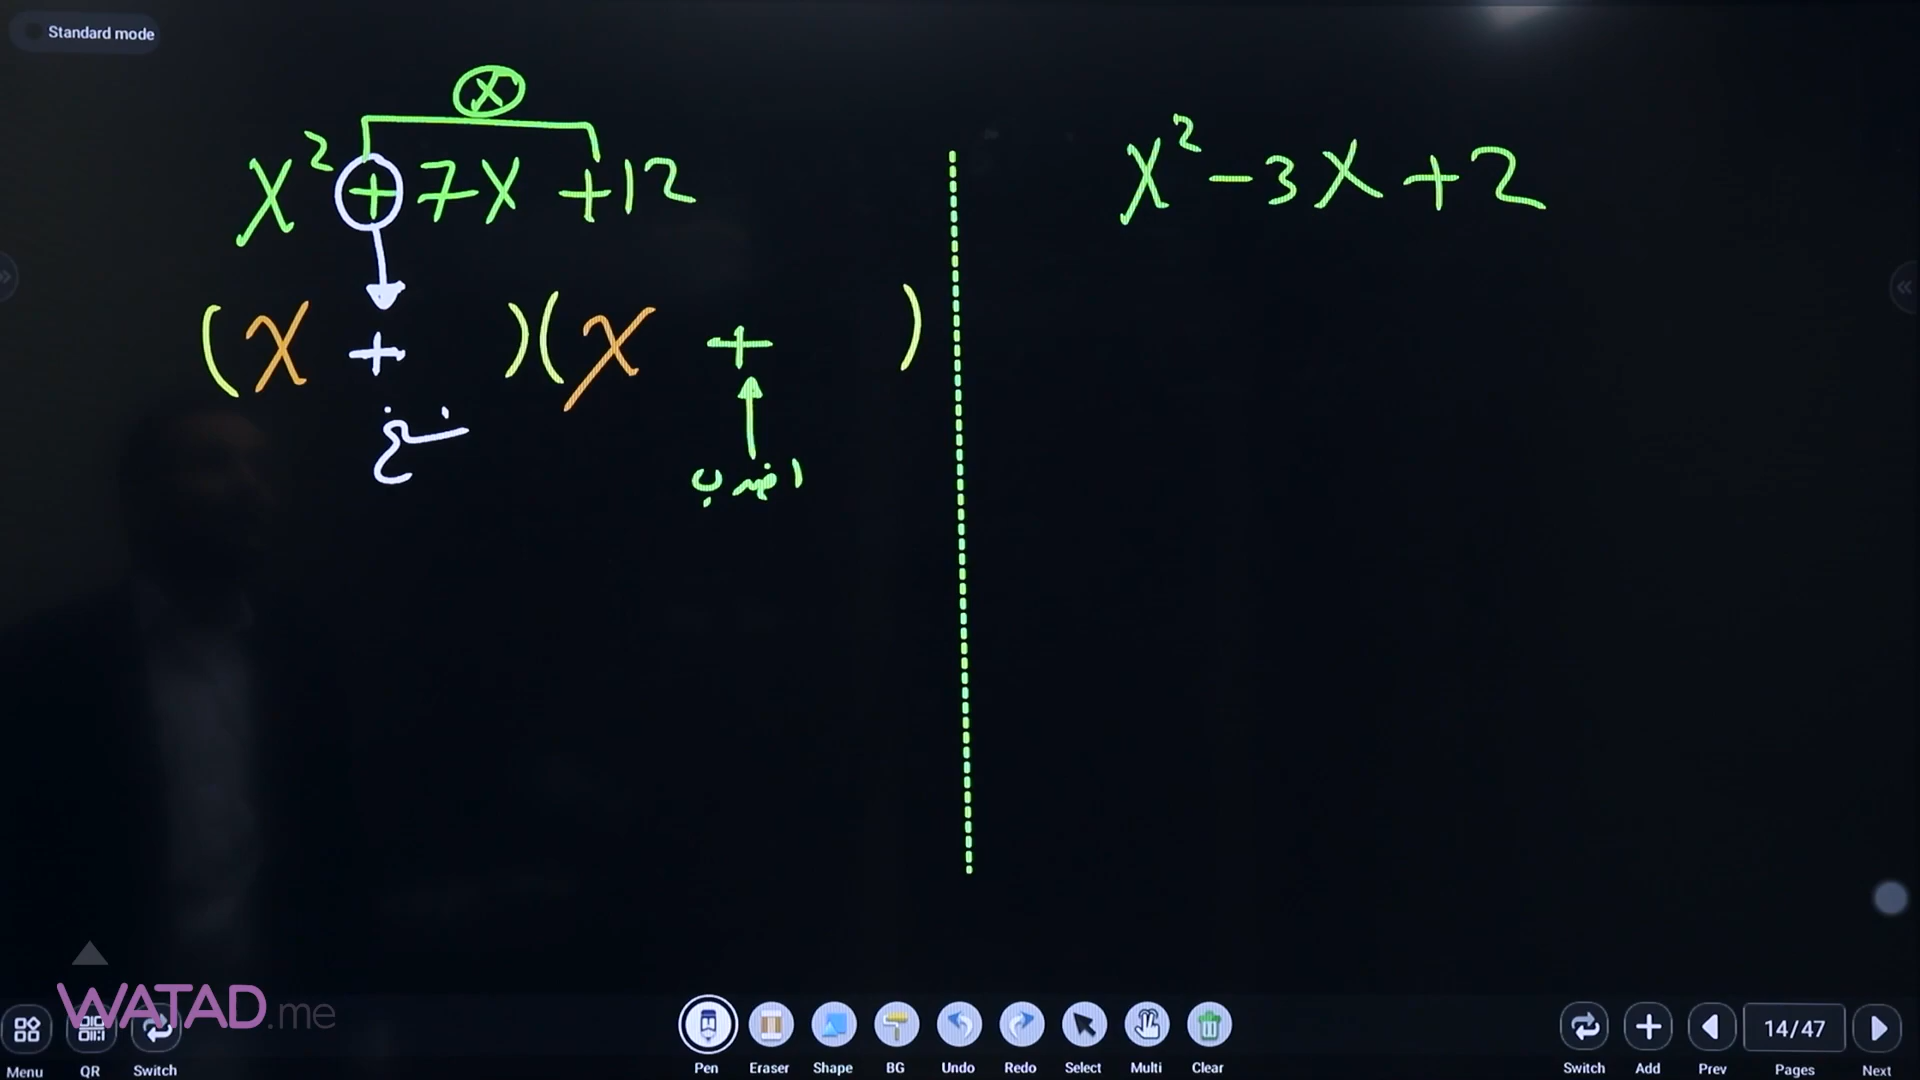 Standard mode
x
x² + 7x + 12
x² - 3x + 2
( x + ) ( x + )
اضرب
WATAD.me
Menu
QR
Switch
Pen
Eraser
Shape
BG
Undo
Redo
Select
Multi
Clear
Switch
Add
Prev
14/47
Pages
Next